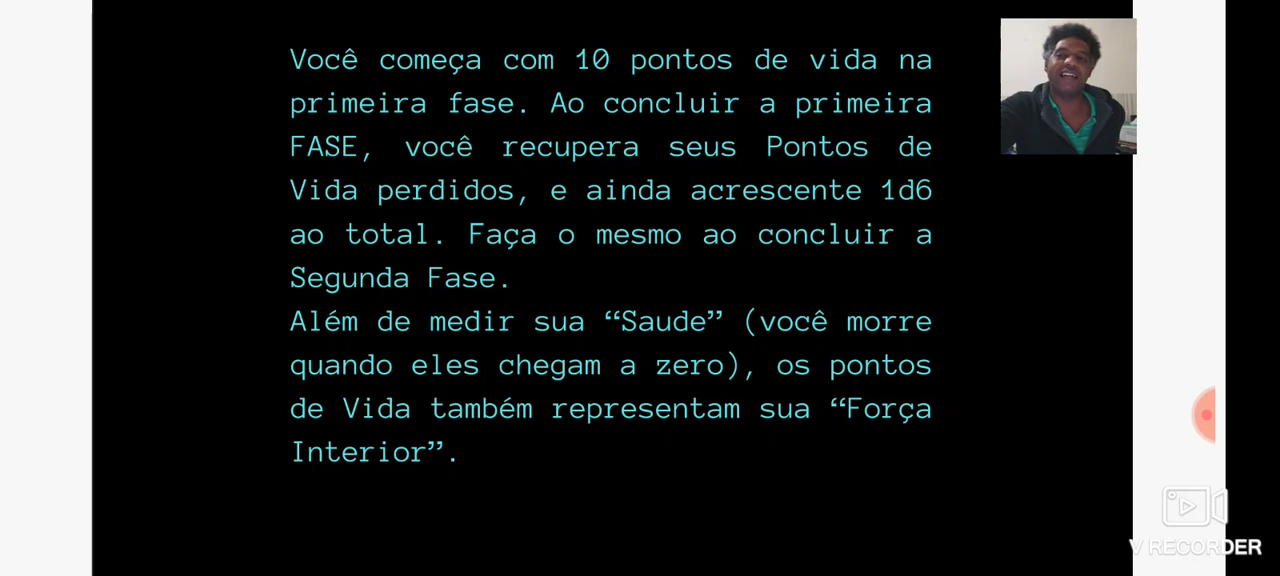 Você começa com 10 pontos de vida na
primeira fase. Ao concluir a primeira
FASE, você recupera seus Pontos de
Vida perdidos, e ainda acrescente 1d6
ao total. Faça o mesmo ao concluir a
Segunda Fase.
Além de medir sua “Saude” (você morre
quando eles chegam a zero), os pontos
de Vida também representam sua “Força
Interior”.
V RECORDER